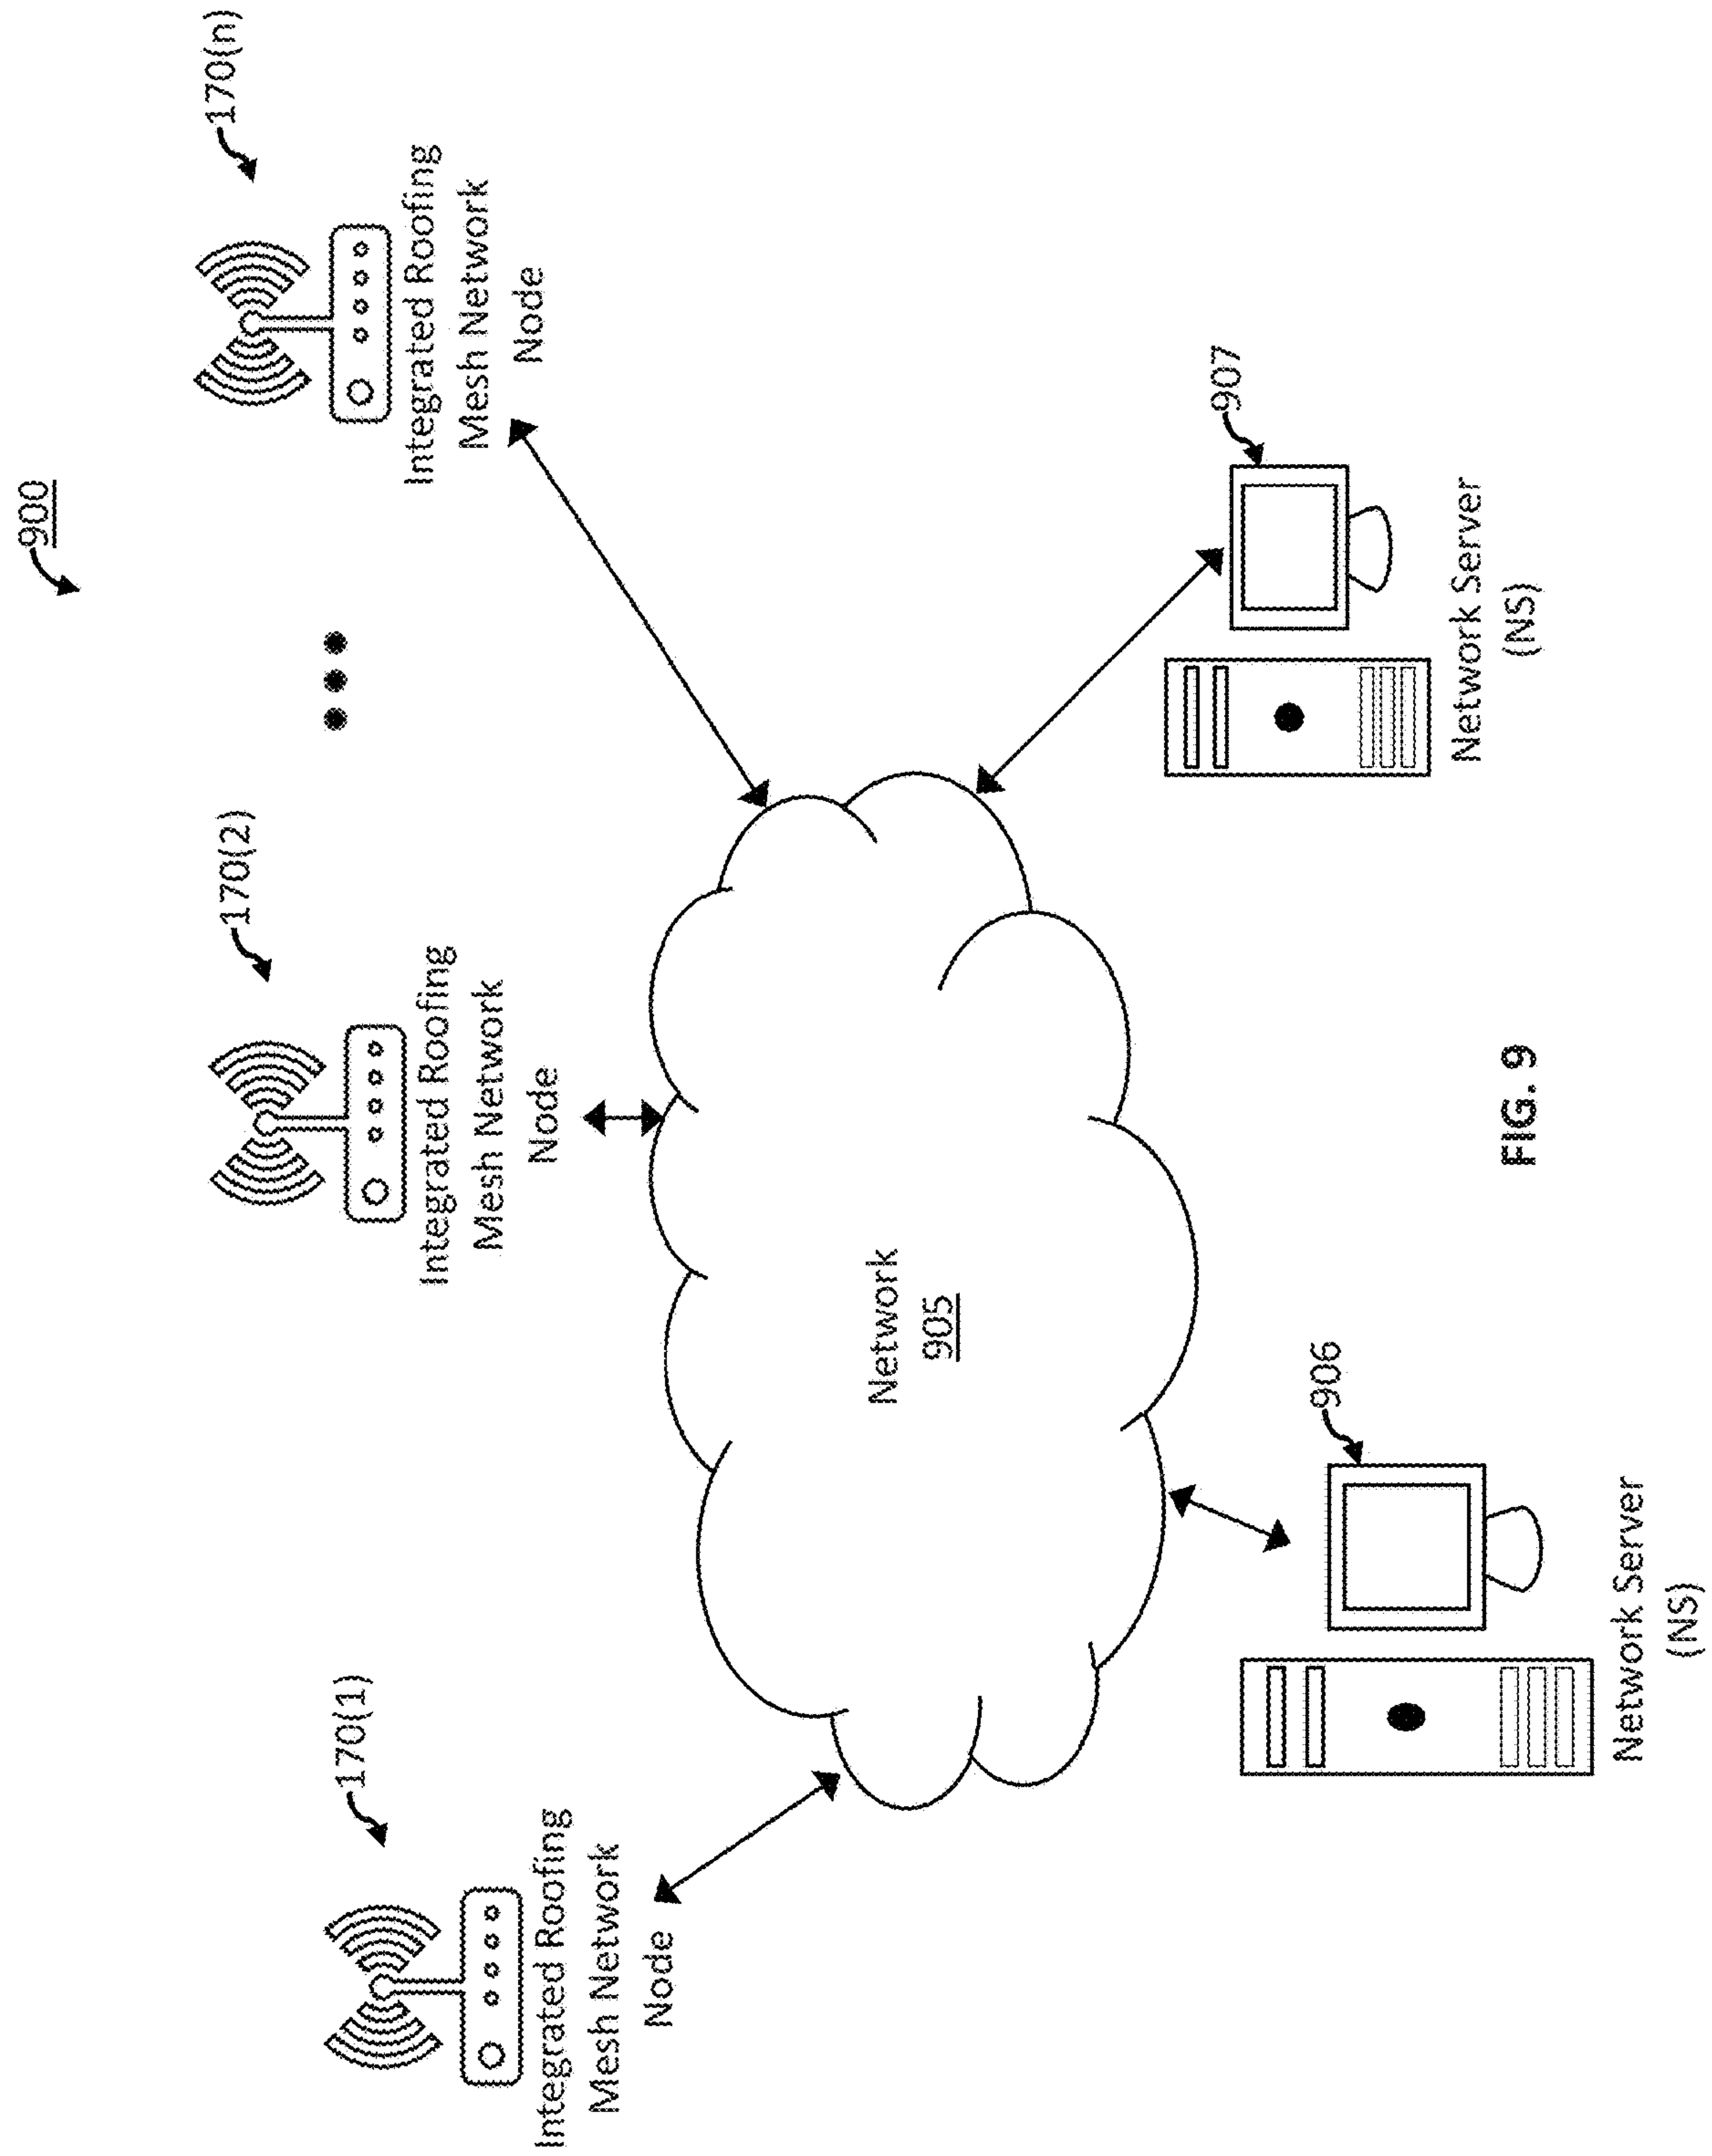 900
170(1)
Integrated Roofing
Mesh Network
Node
170(2)
Integrated Roofing
Mesh Network
Node
170(n)
Integrated Roofing
Mesh Network
Node
Network
905
906
Network Server
(NS)
907
Network Server
(NS)
FIG. 9